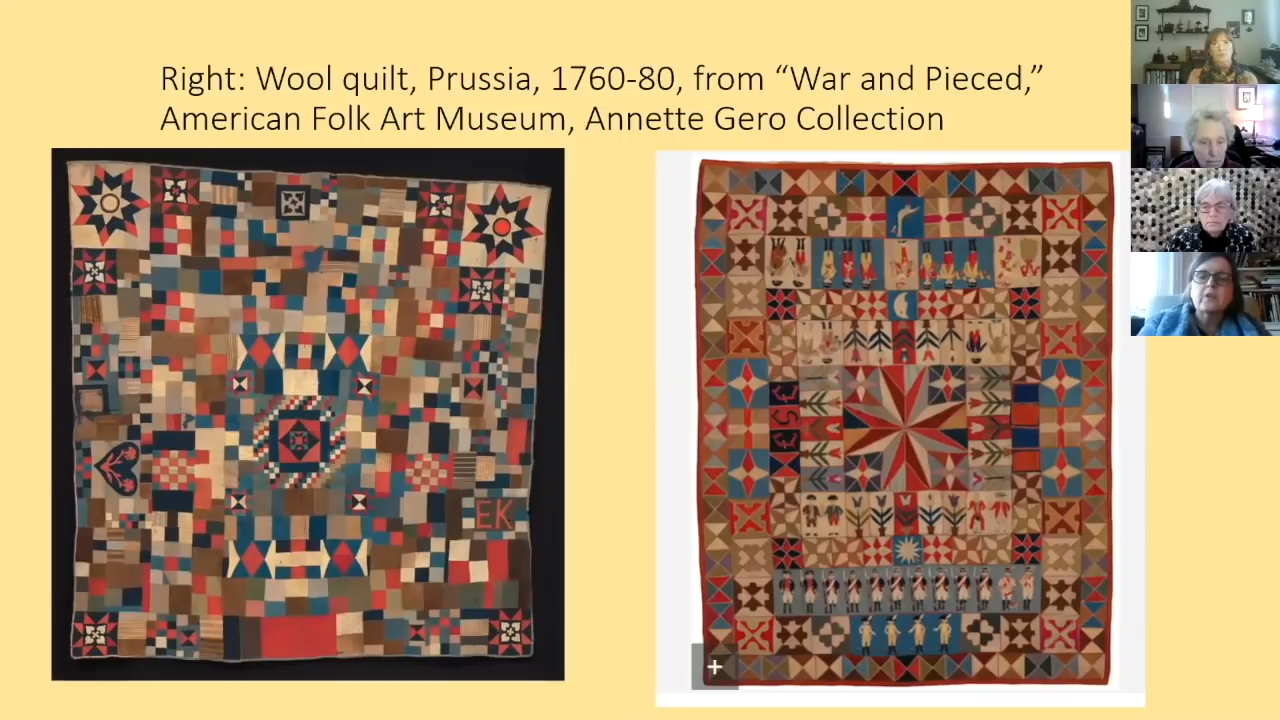 Right: Wool quilt, Prussia, 1760-80, from “War and Pieced,”
American Folk Art Museum, Annette Gero Collection
EK